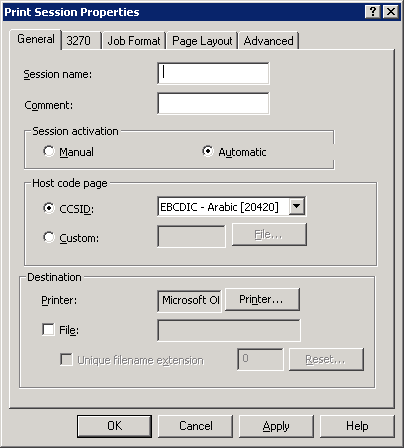 Print Session Properties
General 3270 Job Format Page Layout Advanced
Session name:
Comment:
Session activation
Manual Automatic
Host code page
CCSID: EBCDIC - Arabic [20420]
Custom: File...
Destination
Printer: Microsoft OI Printer...
File:
Unique filename extension 0 Reset...
OK Cancel Apply Help